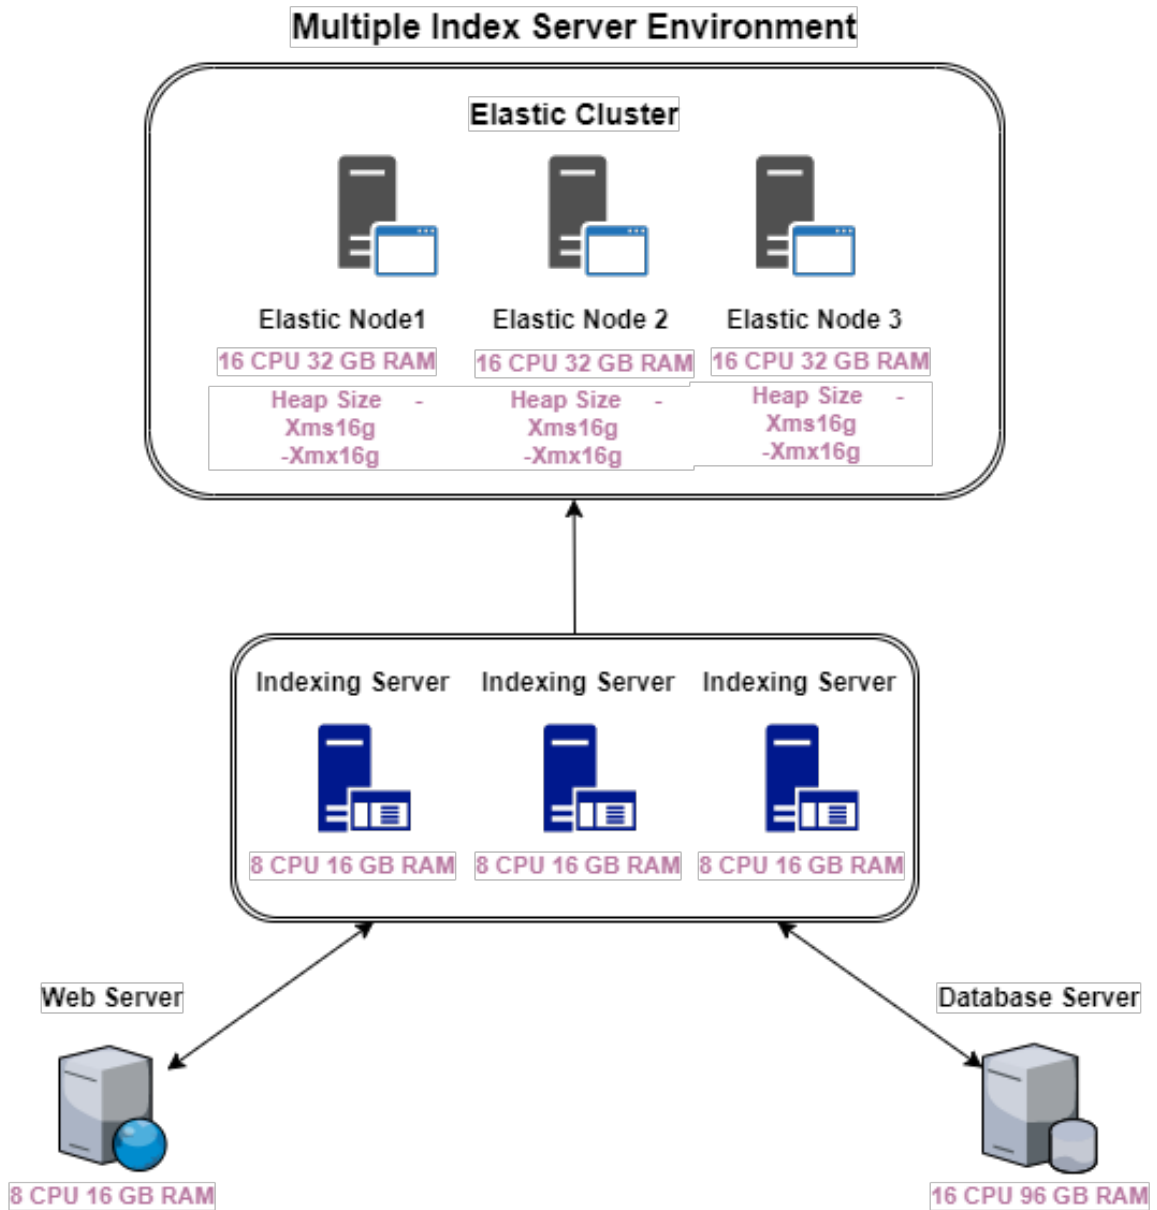 Multiple Index Server Environment
Elastic Cluster
Elastic Node1
Elastic Node 2
Elastic Node 3
16 CPU 32 GB RAM
16 CPU 32 GB RAM
16 CPU 32 GB RAM
Heap Size -
Xms16g
-Xmx16g
Heap Size -
Xms16g
-Xmx16g
Heap Size -
Xms16g
-Xmx16g
Indexing Server
Indexing Server
Indexing Server
8 CPU 16 GB RAM
8 CPU 16 GB RAM
8 CPU 16 GB RAM
Web Server
Database Server
8 CPU 16 GB RAM
16 CPU 96 GB RAM